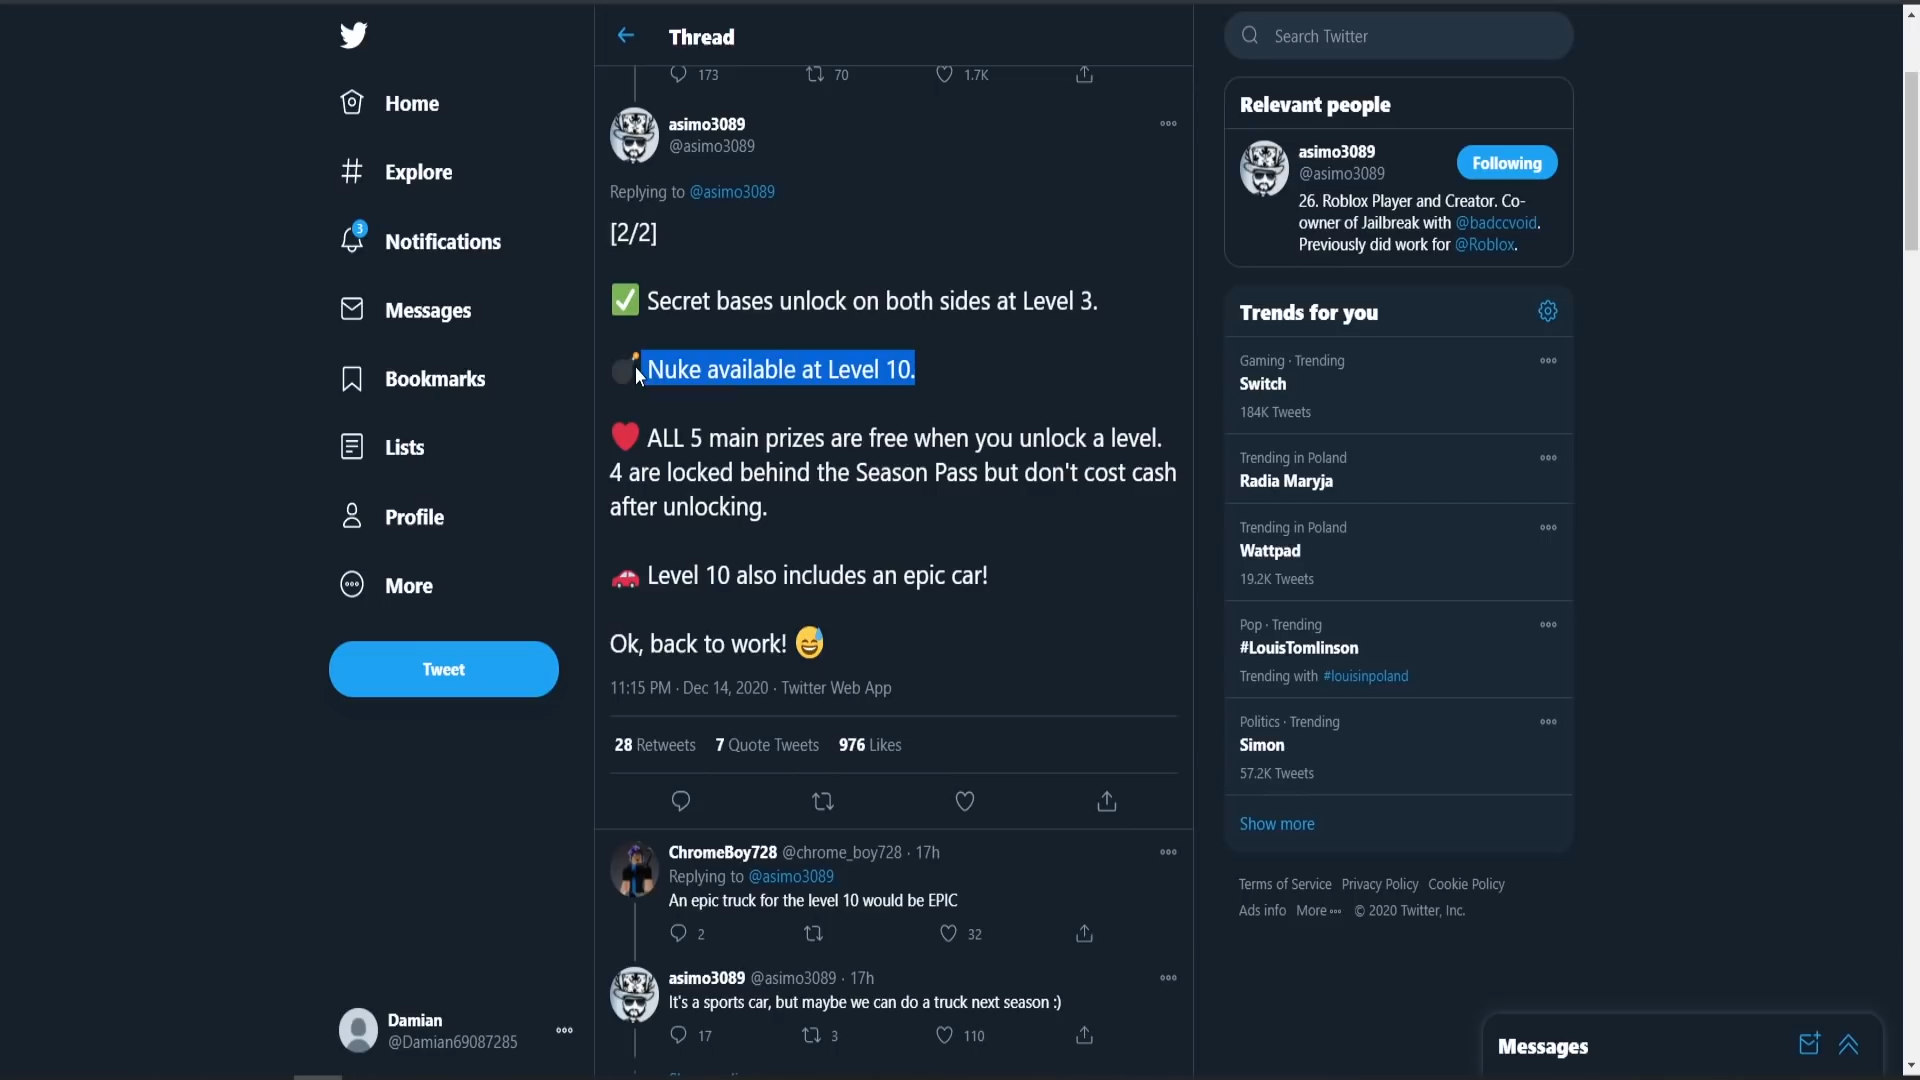 Home
Explore
3
Notifications
Messages
Bookmarks
Lists
Profile
More
Tweet
Damian
@Damian69087285
Thread
173 70 1.7K
asimo3089
@asimo3089
Replying to @asimo3089
[2/2]
✅ Secret bases unlock on both sides at Level 3.
💣 Nuke available at Level 10.
❤️ ALL 5 main prizes are free when you unlock a level.
4 are locked behind the Season Pass but don't cost cash
after unlocking.
🚗 Level 10 also includes an epic car!
Ok, back to work! 😅
11:15 PM · Dec 14, 2020 · Twitter Web App
28 Retweets 7 Quote Tweets 976 Likes
ChromeBoy728 @chrome_boy728 · 17h
Replying to @asimo3089
An epic truck for the level 10 would be EPIC
2 32
asimo3089 @asimo3089 · 17h
It's a sports car, but maybe we can do a truck next season :)
17 3 110
Search Twitter
Relevant people
asimo3089
@asimo3089
Following
26. Roblox Player and Creator. Co-
owner of Jailbreak with @badccvoid.
Previously did work for @Roblox.
Trends for you
Gaming · Trending
Switch
184K Tweets
Trending in Poland
Radia Maryja
Trending in Poland
Wattpad
19.2K Tweets
Pop · Trending
#LouisTomlinson
Trending with #louisinpoland
Politics · Trending
Simon
57.2K Tweets
Show more
Terms of Service Privacy Policy Cookie Policy
Ads info More © 2020 Twitter, Inc.
Messages